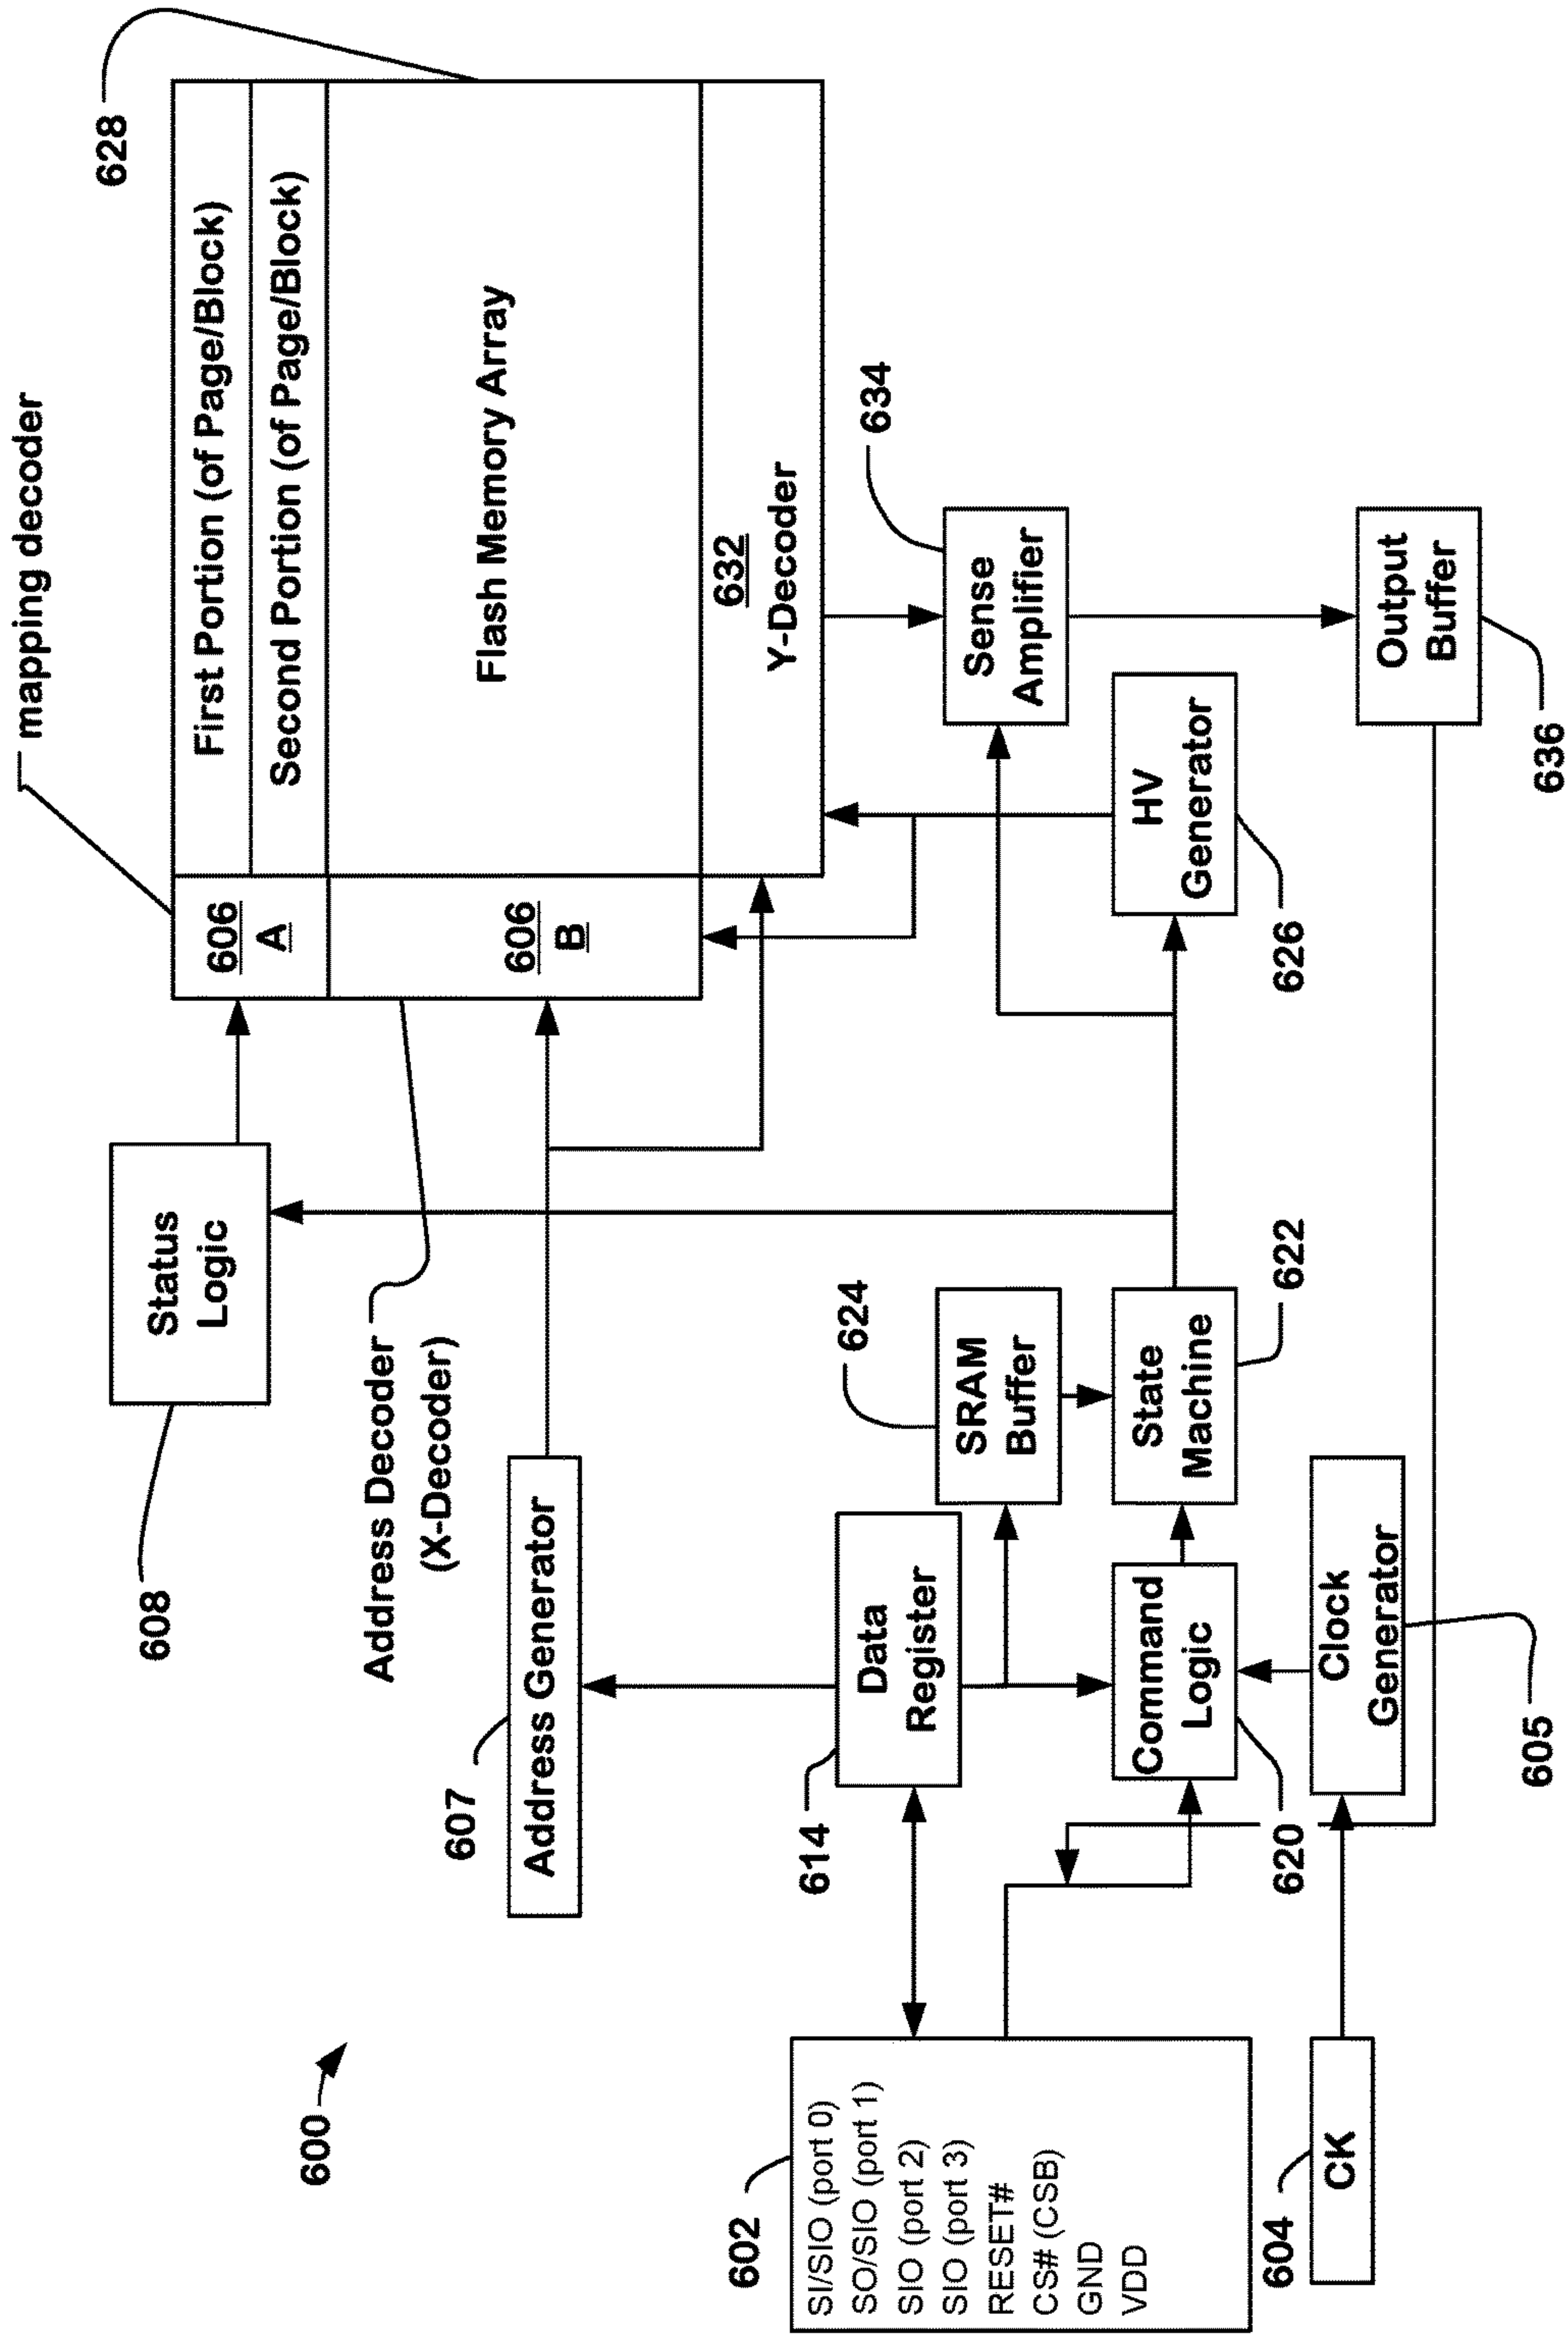 600
602
SI/SIO (port 0)
SO/SIO (port 1)
SIO (port 2)
SIO (port 3)
RESET#
CS# (CSB)
GND
VDD
604
CK
608
Status
Logic
607
Address Generator
Address Decoder
(X-Decoder)
614
Data
Register
624
SRAM
Buffer
620
Command
Logic
State
Machine
622
Clock
Generator
605
mapping decoder
606
A
606
B
628
First Portion (of Page/Block)
Second Portion (of Page/Block)
Flash Memory Array
632
Y-Decoder
634
Sense
Amplifier
HV
Generator
626
Output
Buffer
636